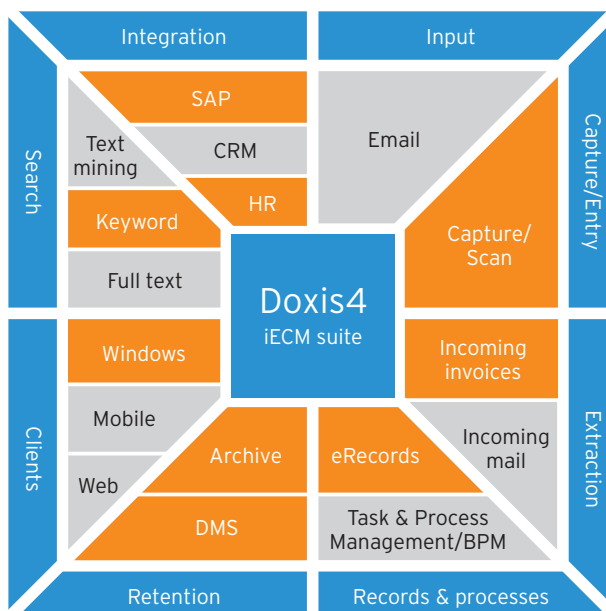 Integration
Input
SAP
CRM
HR
Email
Capture/Entry
Capture/
Scan
Search
Text
mining
Keyword
Full text
Doxis4
iECM suite
Clients
Windows
Mobile
Web
Incoming
invoices
Incoming
mail
Extraction
Archive
DMS
eRecords
Task & Process
Management/BPM
Retention
Records & processes